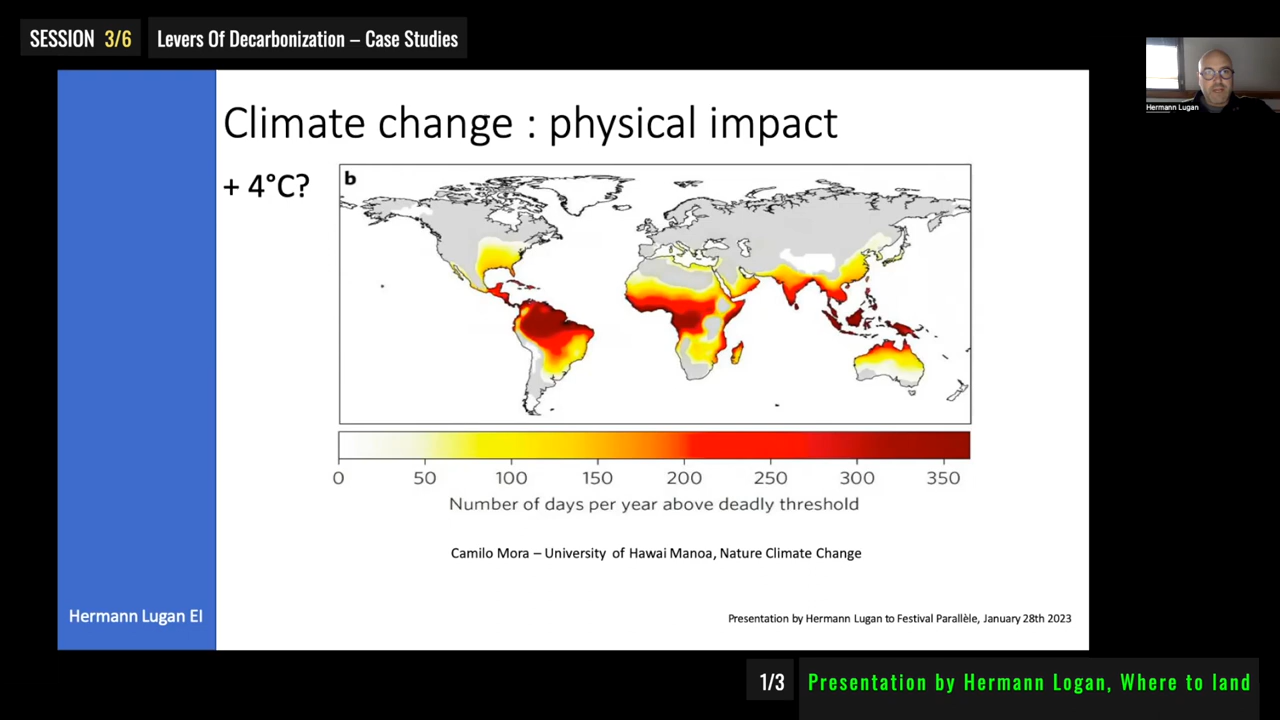 SESSION 3/6
Levers Of Decarbonization – Case Studies
Hermann Lugan
Climate change : physical impact
+ 4°C?
b
0 50 100 150 200 250 300 350
Number of days per year above deadly threshold
Camilo Mora – University of Hawai Manoa, Nature Climate Change
Hermann Lugan EI
Presentation by Hermann Lugan to Festival Parallèle, January 28th 2023
1/3
Presentation by Hermann Logan, Where to land